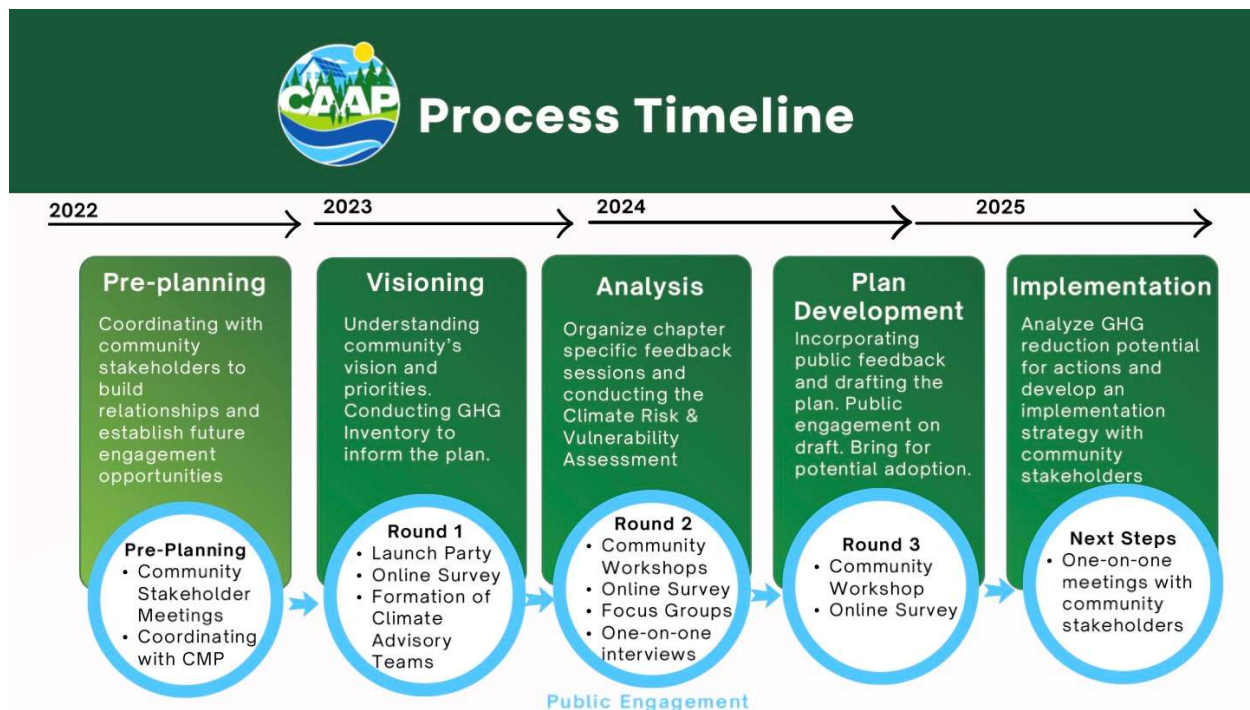 CAAP
Process Timeline
2022
2023
2024
2025
Pre-planning
Coordinating with
community
stakeholders to
build
relationships and
establish future
engagement
opportunities
Pre-Planning
• Community
Stakeholder
Meetings
• Coordinating
with CMP
Visioning
Understanding
community's
vision and
priorities.
Conducting GHG
Inventory to
inform the plan.
Round 1
• Launch Party
• Online Survey
• Formation of
Climate
Advisory
Teams
Analysis
Organize chapter
specific feedback
sessions and
conducting the
Climate Risk &
Vulnerability
Assessment
Round 2
• Community
Workshops
• Online Survey
• Focus Groups
• One-on-one
interviews
Plan
Development
Incorporating
public feedback
and drafting the
plan. Public
engagement on
draft. Bring for
potential adoption.
Round 3
• Community
Workshop
• Online Survey
Implementation
Analyze GHG
reduction potential
for actions and
develop an
implementation
strategy with
community
stakeholders
Next Steps
• One-on-one
meetings with
community
stakeholders
Public Engagement